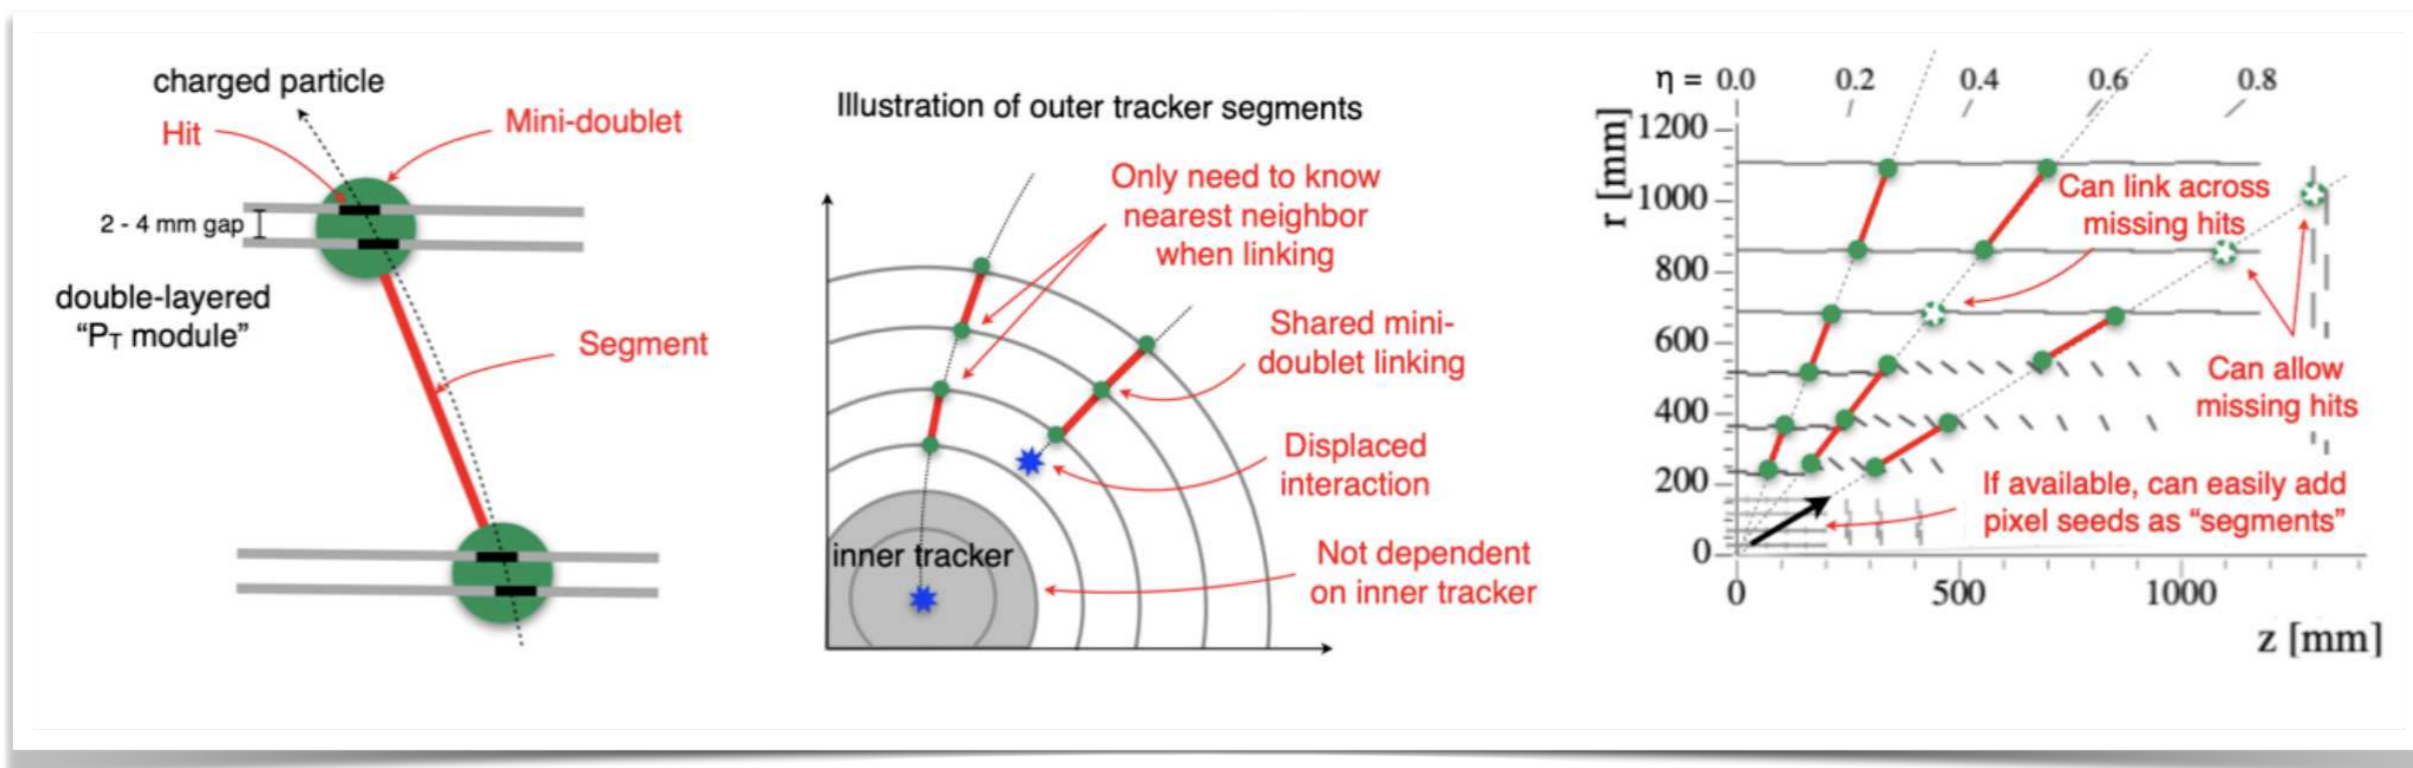 charged particle
Hit
Mini-doublet
2 - 4 mm gap
double-layered
“PT module”
Segment
Illustration of outer tracker segments
Only need to know
nearest neighbor
when linking
Shared mini-
doublet linking
Displaced
interaction
inner tracker
Not dependent
on inner tracker
η = 0.0 0.2 0.4 0.6 0.8
r [mm]
1200
1000
800
600
400
200
0
Can link across
missing hits
Can allow
missing hits
If available, can easily add
pixel seeds as “segments”
0 500 1000
z [mm]